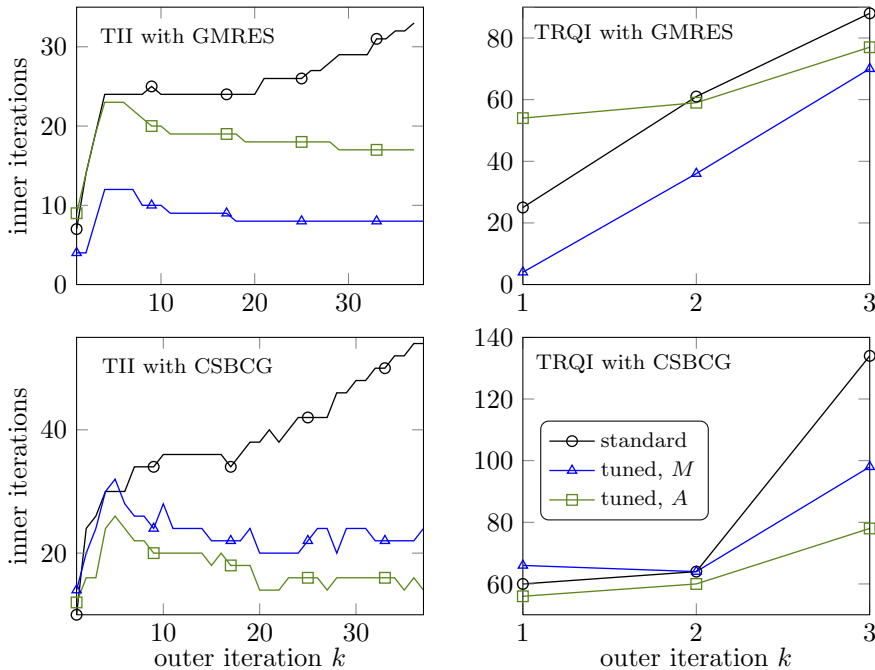 TII with GMRES
30
20
10
0
10
20
30
inner iterations
TRQI with GMRES
80
60
40
20
0
1
2
3
TII with CSBCG
40
20
10
20
30
inner iterations
outer iteration k
TRQI with CSBCG
140
120
100
80
60
1
2
3
standard
tuned, M
tuned, A
outer iteration k